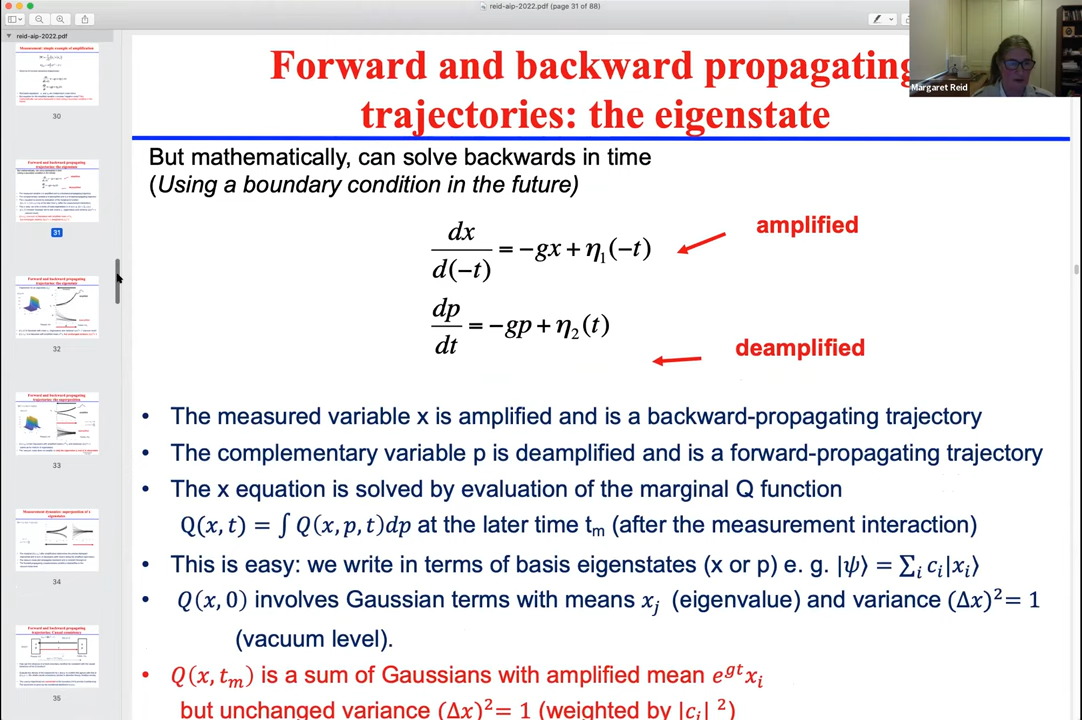 reid-aip-2022.pdf (page 31 of 88)
reid-aip-2022.pdf
Margaret Reid
30
31
32
33
34
35
Forward and backward propagating
trajectories: the eigenstate
But mathematically, can solve backwards in time
(Using a boundary condition in the future)
dx/d(−t) = −gx + η₁(−t)
amplified
dp/dt = −gp + η₂(t)
deamplified
• The measured variable x is amplified and is a backward-propagating trajectory
• The complementary variable p is deamplified and is a forward-propagating trajectory
• The x equation is solved by evaluation of the marginal Q function
Q(x, t) = ∫ Q(x, p, t)dp at the later time tₘ (after the measurement interaction)
• This is easy: we write in terms of basis eigenstates (x or p) e. g. |ψ⟩ = ∑ᵢ cᵢ|xᵢ⟩
• Q(x, 0) involves Gaussian terms with means xⱼ (eigenvalue) and variance (Δx)²= 1
(vacuum level).
• Q(x, tₘ) is a sum of Gaussians with amplified mean eᵍᵗxᵢ
but unchanged variance (Δx)²= 1 (weighted by |cᵢ| ²)